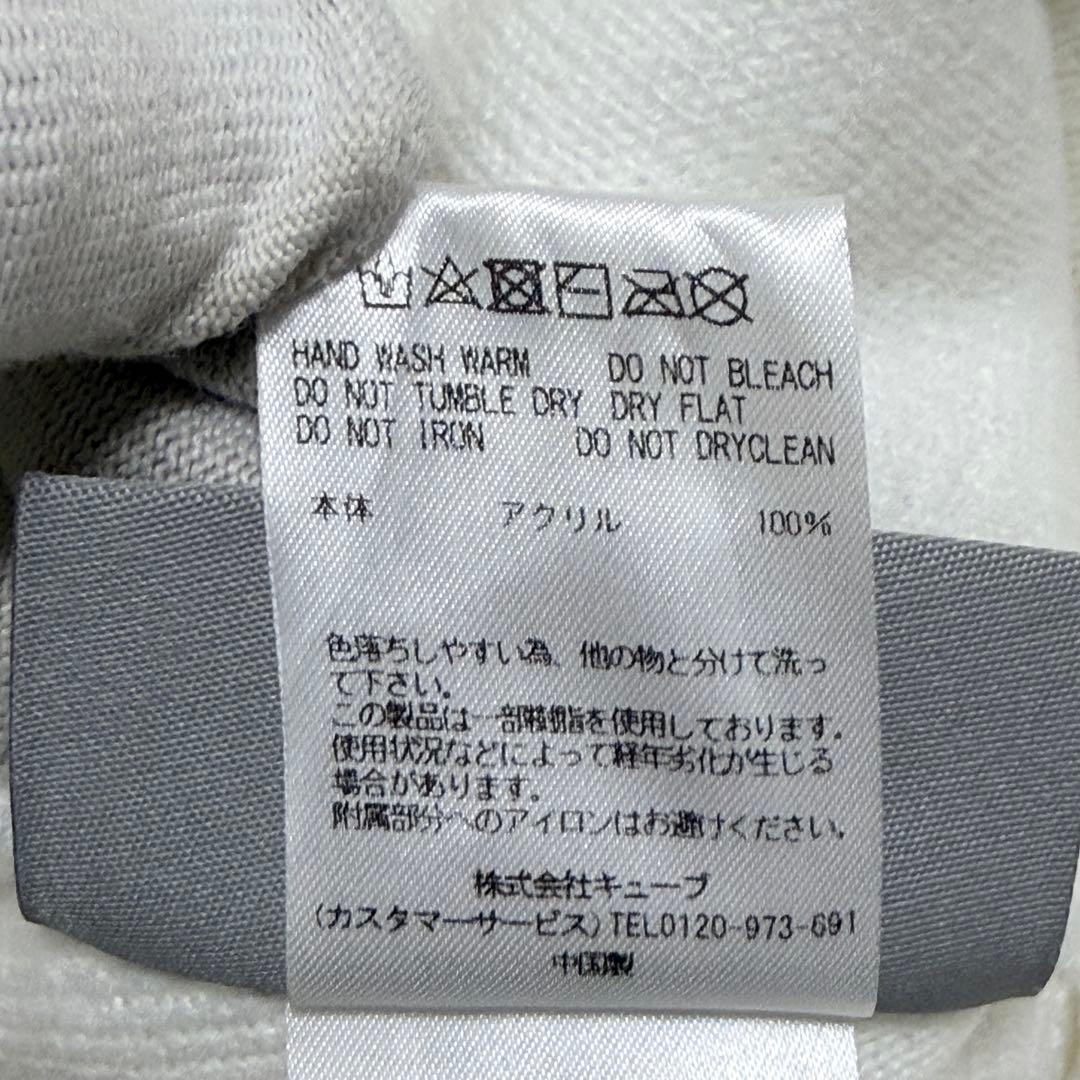 HAND WASH WARM DO NOT BLEACH
DO NOT TUMBLE DRY DRY FLAT
DO NOT IRON DO NOT DRYCLEAN
本体 アクリル 100%
色落ちしやすい為、他の物と分けて洗っ
て下さい。
この製品は一部樹脂を使用しております。
使用状況などによって経年劣化が生じる
場合があります。
附属部分へのアイロンはお避けください。
株式会社キューブ
(カスタマーサービス)TEL0120-973-691
中国製